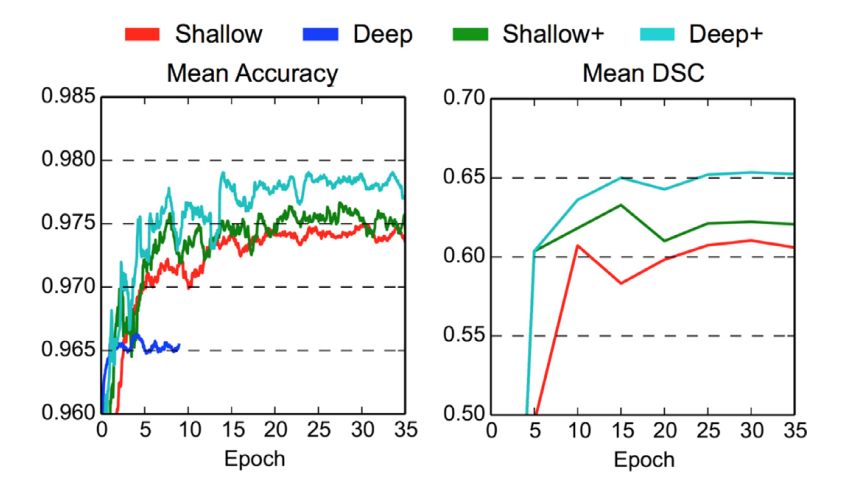 Shallow Deep Shallow+ Deep+
Mean Accuracy
0.985
0.980
0.975
0.970
0.965
0.960
0 5 10 15 20 25 30 35
Epoch
Mean DSC
0.70
0.65
0.60
0.55
0.50
0 5 10 15 20 25 30 35
Epoch